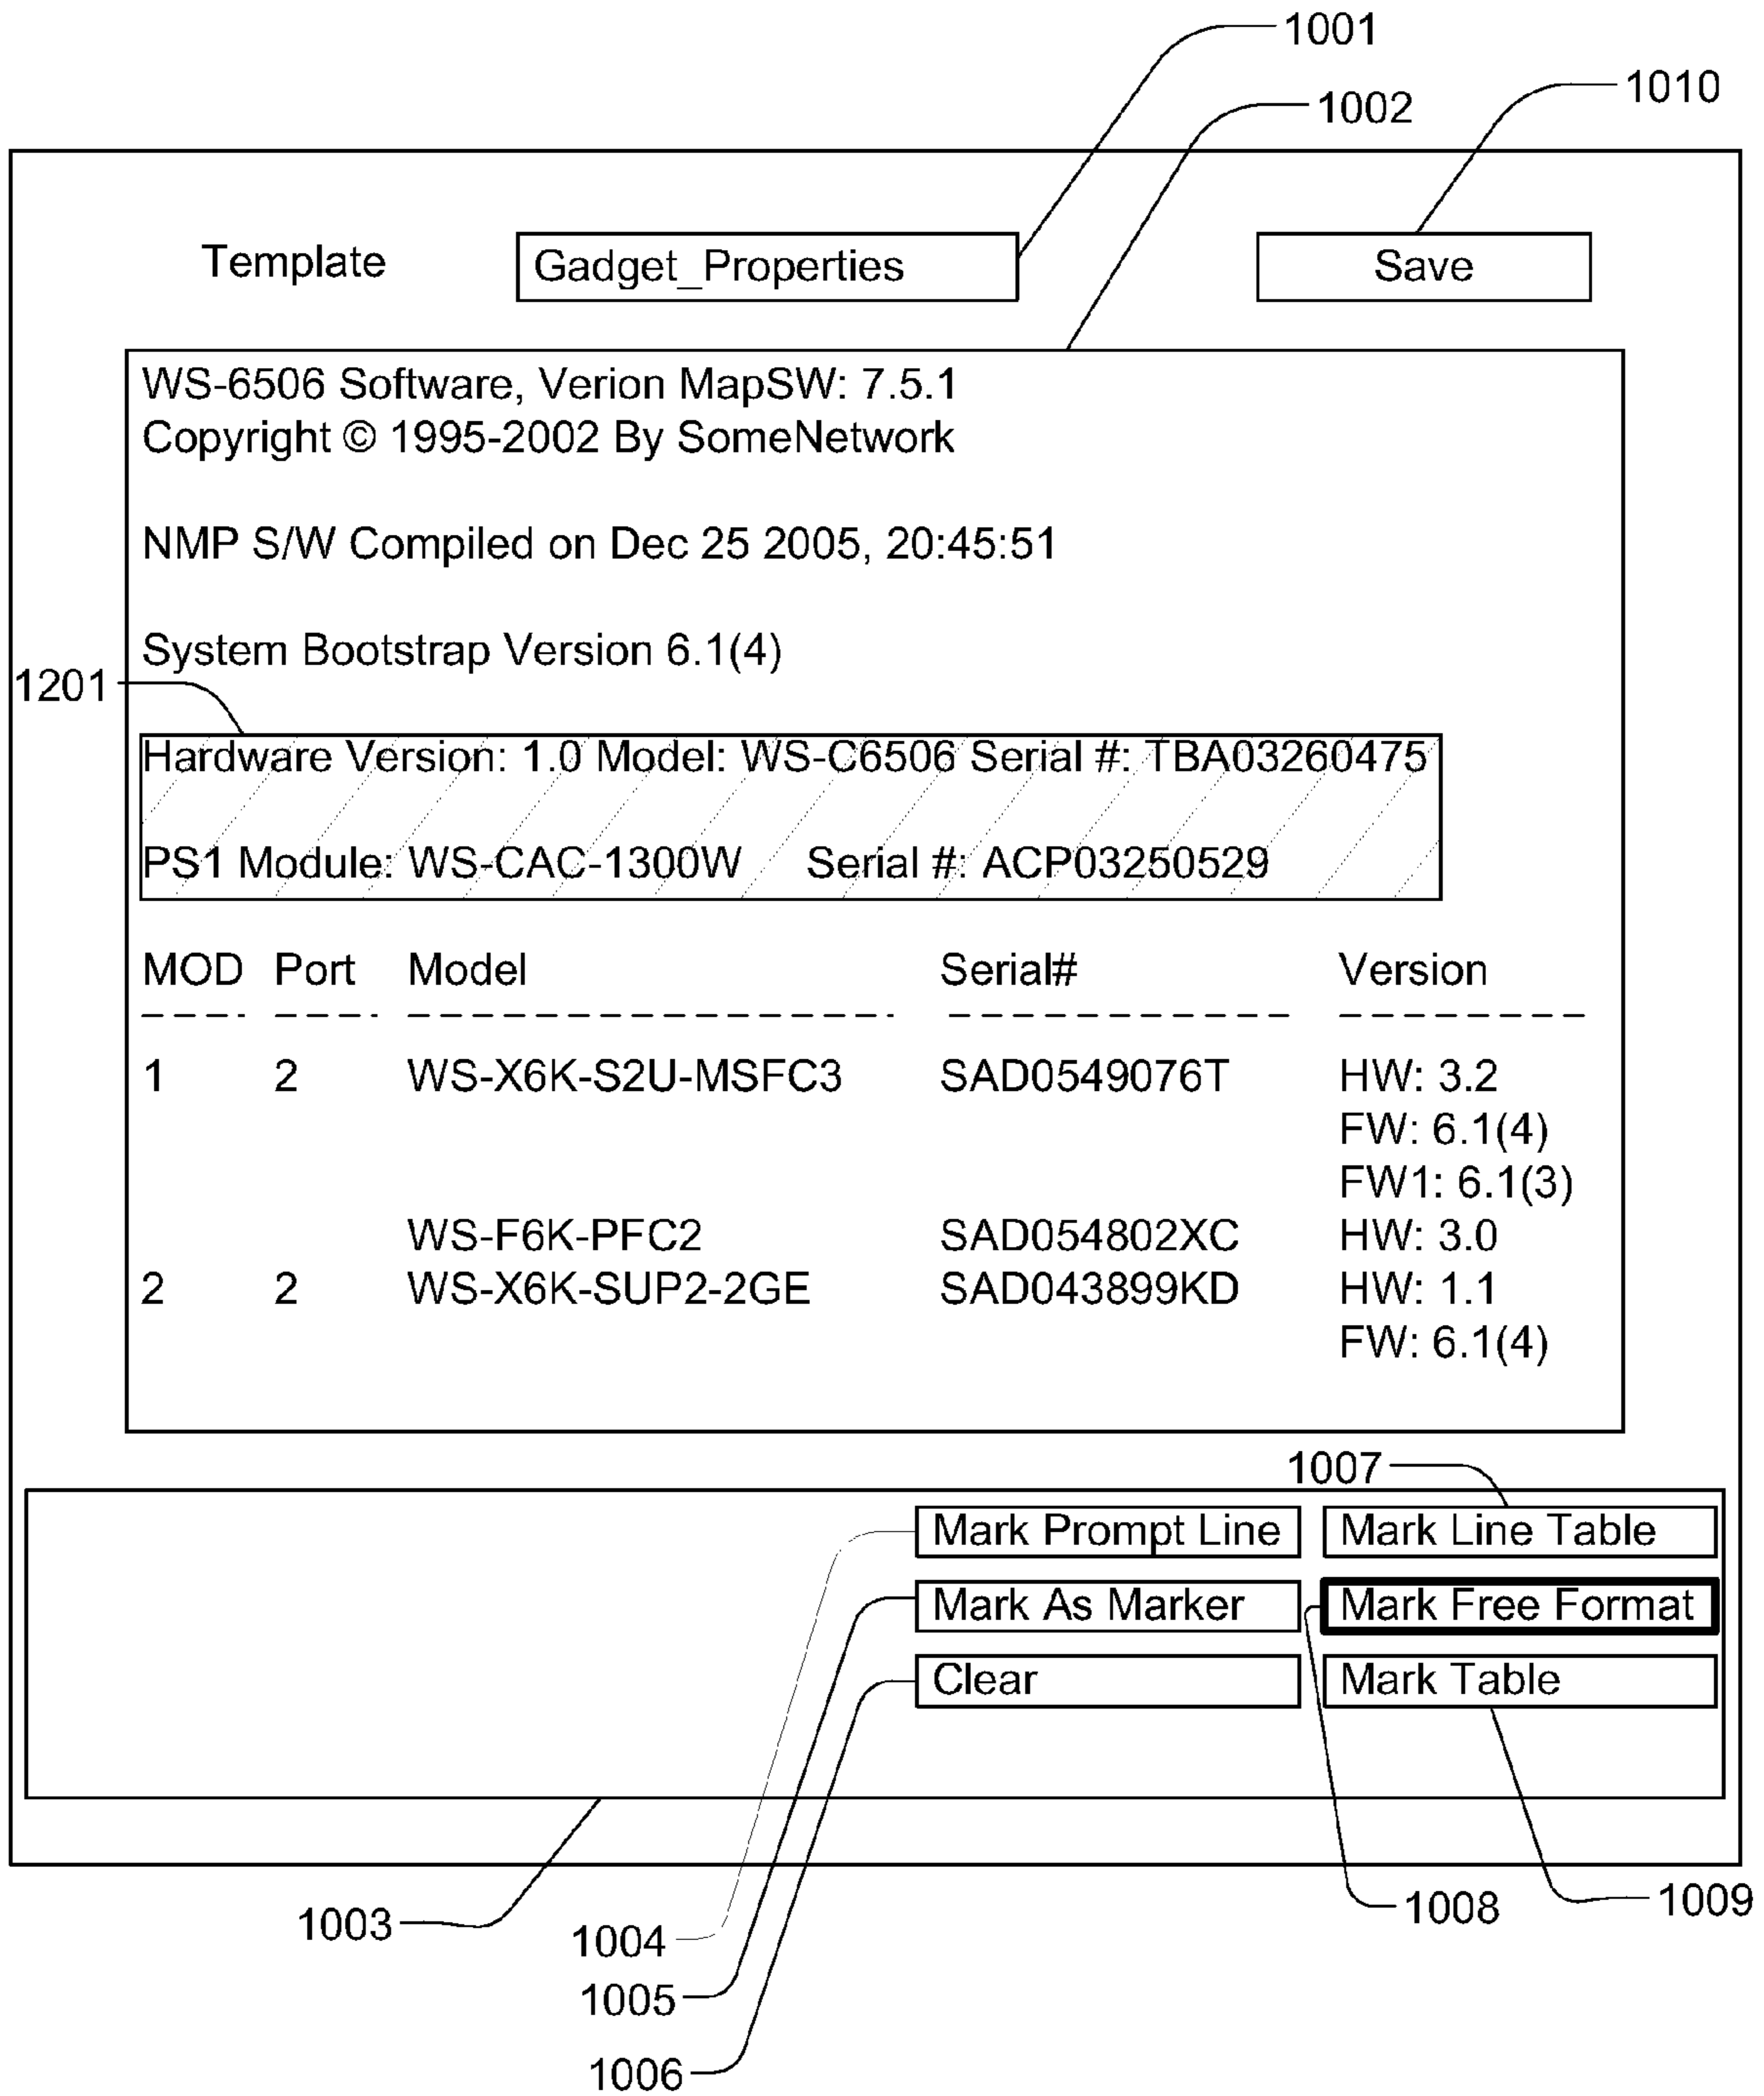 1001
1010
1002
Template Gadget_Properties Save
WS-6506 Software, Verion MapSW: 7.5.1
Copyright © 1995-2002 By SomeNetwork
NMP S/W Compiled on Dec 25 2005, 20:45:51
System Bootstrap Version 6.1(4)
1201
Hardware Version: 1.0 Model: WS-C6506 Serial #: TBA03260475
PS1 Module: WS-CAC-1300W Serial #: ACP03250529
MOD Port Model Serial# Version
1 2 WS-X6K-S2U-MSFC3 SAD0549076T HW: 3.2
FW: 6.1(4)
FW1: 6.1(3)
WS-F6K-PFC2 SAD054802XC HW: 3.0
2 2 WS-X6K-SUP2-2GE SAD043899KD HW: 1.1
FW: 6.1(4)
1007
Mark Prompt Line Mark Line Table
Mark As Marker Mark Free Format
Clear Mark Table
1003
1004
1005
1006
1008
1009